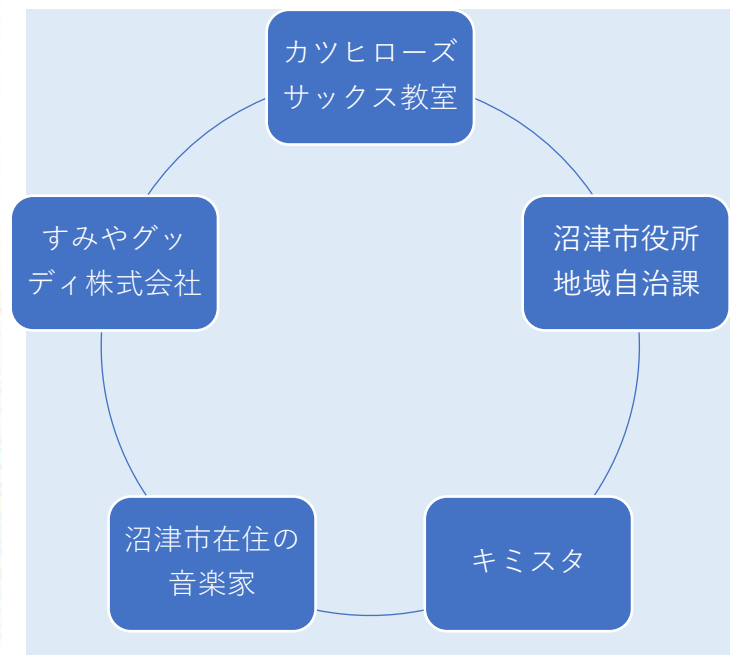 カツヒローズ
サックス教室
沼津市役所
地域自治課
キミスタ
沼津市在住の
音楽家
すみやグッ
ディ株式会社